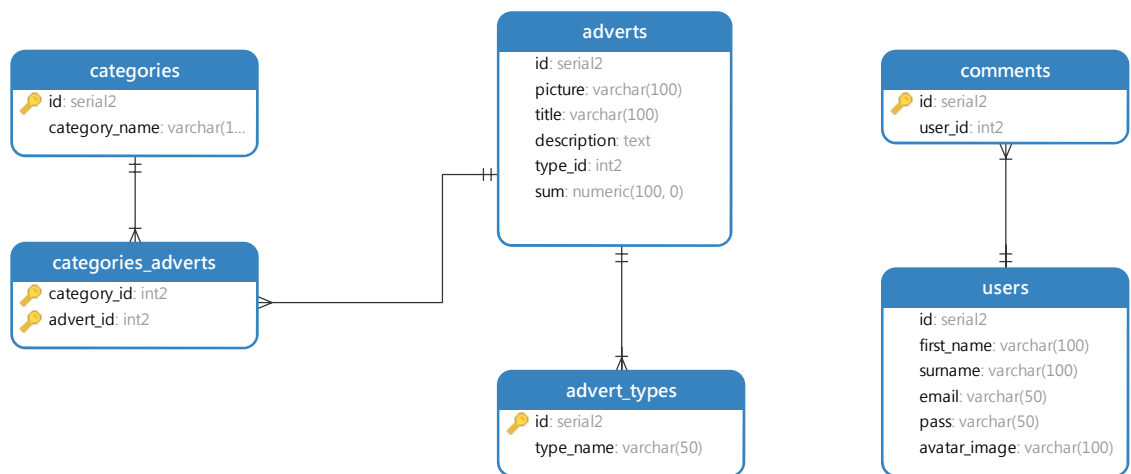 categories
id: serial2
category_name: varchar(1...
categories_adverts
category_id: int2
advert_id: int2
adverts
id: serial2
picture: varchar(100)
title: varchar(100)
description: text
type_id: int2
sum: numeric(100, 0)
advert_types
id: serial2
type_name: varchar(50)
comments
id: serial2
user_id: int2
users
id: serial2
first_name: varchar(100)
surname: varchar(100)
email: varchar(50)
pass: varchar(50)
avatar_image: varchar(100)